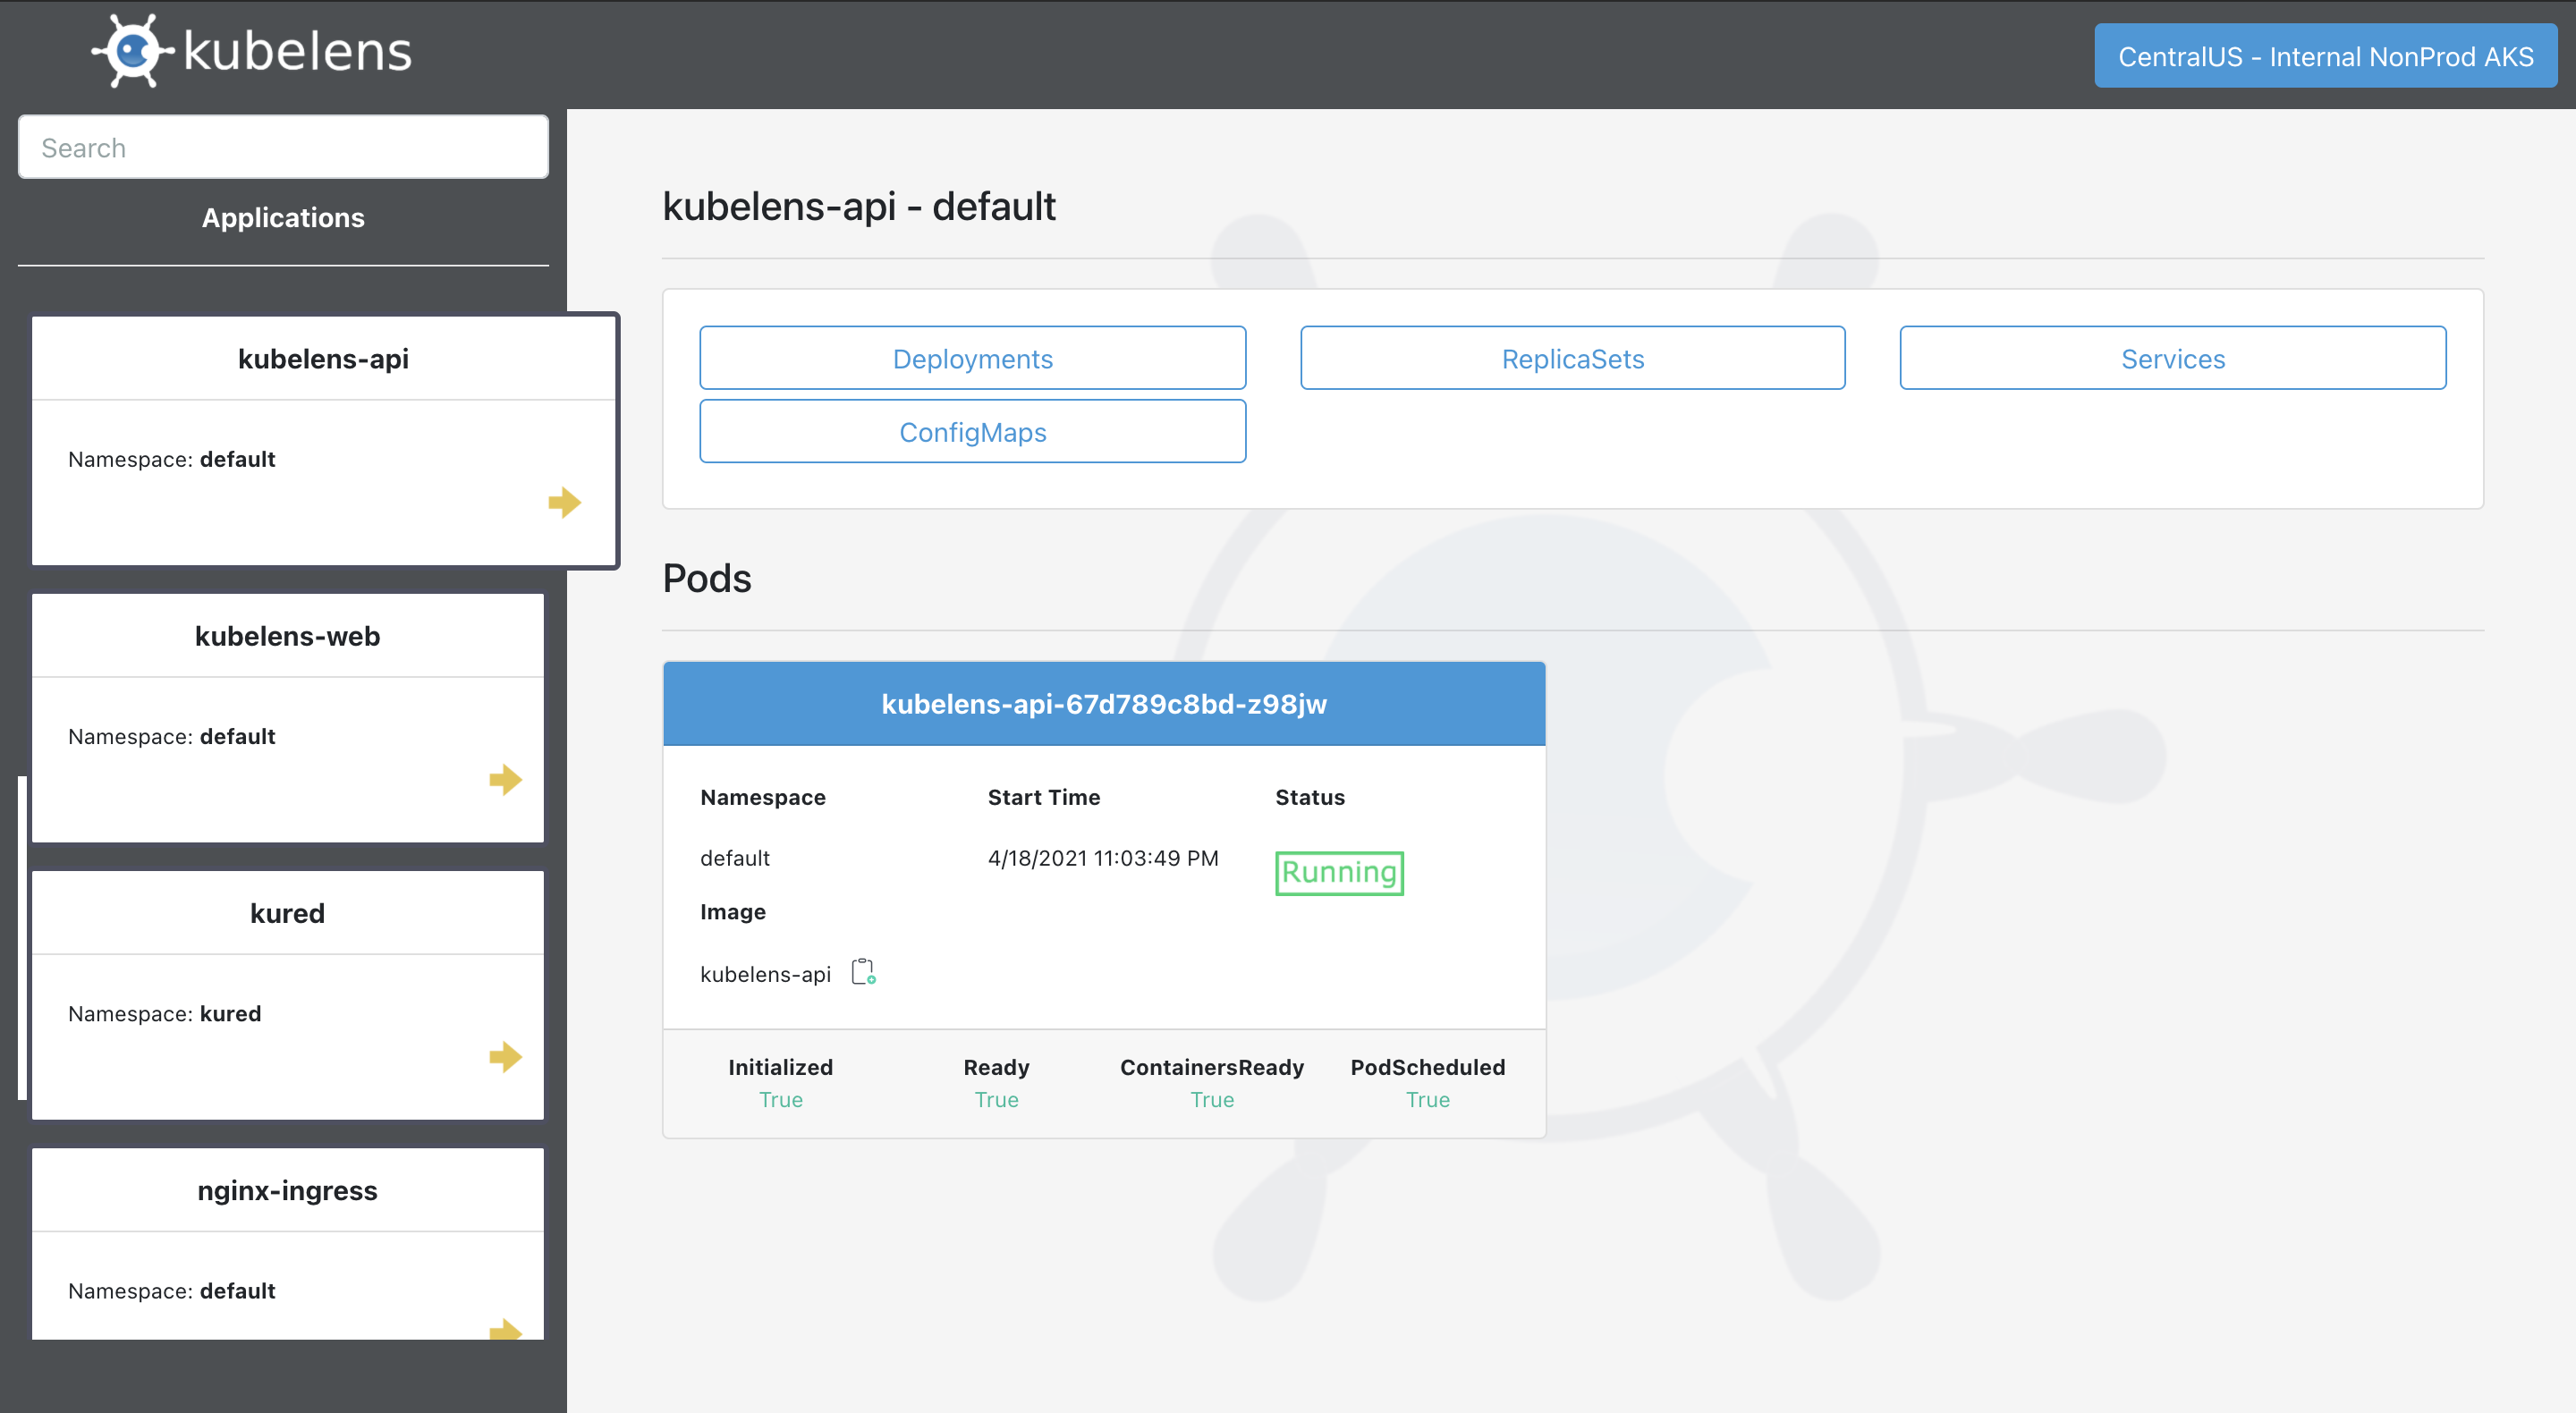 kubelens
CentralUS - Internal NonProd AKS
Search
Applications
kubelens-api
Namespace: default
kubelens-web
Namespace: default
kured
Namespace: kured
nginx-ingress
Namespace: default
kubelens-api - default
Deployments
ReplicaSets
Services
ConfigMaps
Pods
kubelens-api-67d789c8bd-z98jw
Namespace
Start Time
Status
default
4/18/2021 11:03:49 PM
Running
Image
kubelens-api
Initialized
Ready
ContainersReady
PodScheduled
True
True
True
True